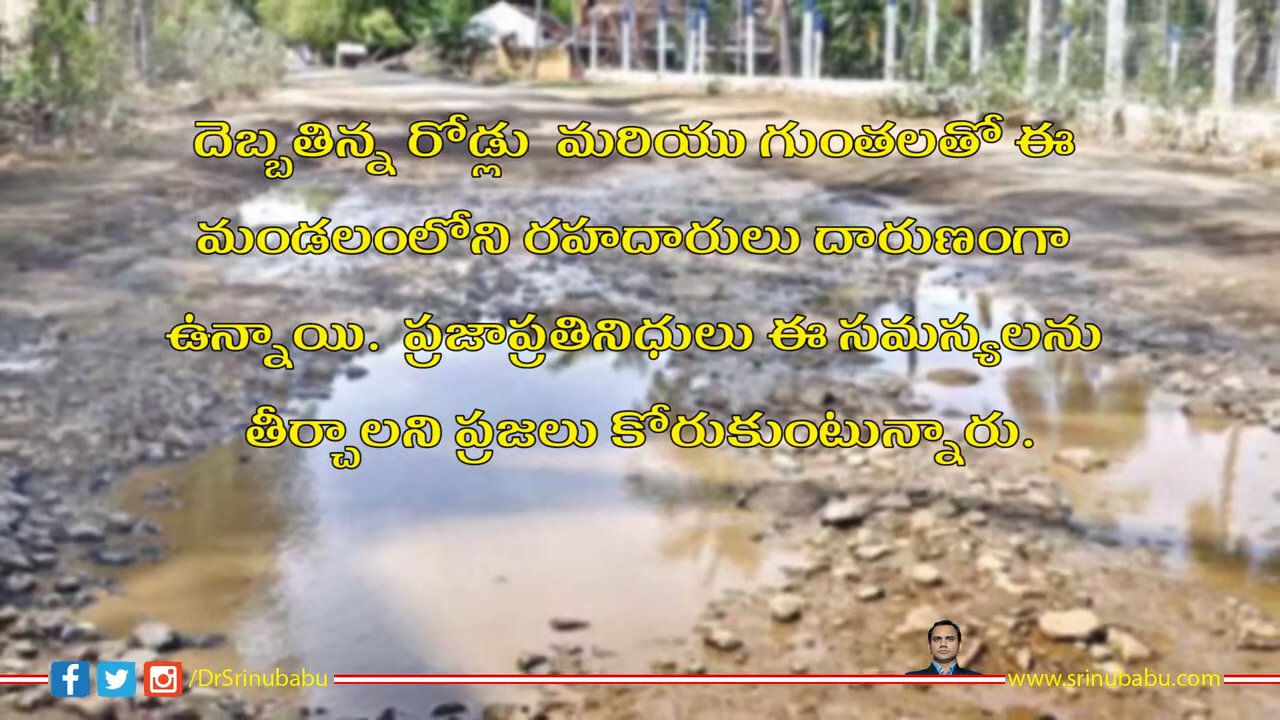 దెబ్బతిన్న రోడ్లు మరియు గుంతలతో ఈ
మండలంలోని రహదారులు దారుణంగా
ఉన్నాయి. ప్రజాప్రతినిధులు ఈ సమస్యలను
తీర్చాలని ప్రజలు కోరుకుంటున్నారు.
/DrSrinubabu
www.srinubabu.com